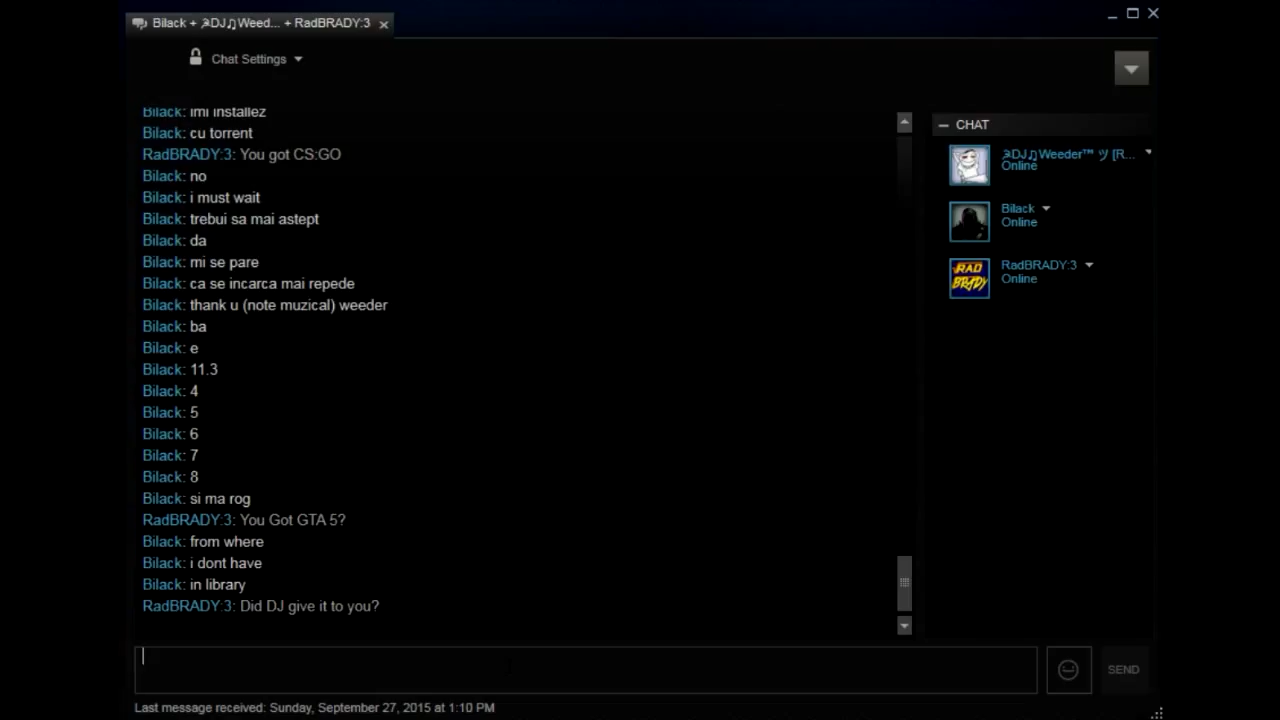 Bilack + ☭DJ♫Weed... + RadBRADY:3
Chat Settings
Bilack: imi installez
Bilack: cu torrent
RadBRADY:3: You got CS:GO
Bilack: no
Bilack: i must wait
Bilack: trebui sa mai astept
Bilack: da
Bilack: mi se pare
Bilack: ca se incarca mai repede
Bilack: thank u (note muzical) weeder
Bilack: ba
Bilack: e
Bilack: 11.3
Bilack: 4
Bilack: 5
Bilack: 6
Bilack: 7
Bilack: 8
Bilack: si ma rog
RadBRADY:3: You Got GTA 5?
Bilack: from where
Bilack: i dont have
Bilack: in library
RadBRADY:3: Did DJ give it to you?
CHAT
☭DJ♫Weeder™ ツ [R...
Online
Bilack
Online
RAD
BRADY
RadBRADY:3
Online
SEND
Last message received: Sunday, September 27, 2015 at 1:10 PM